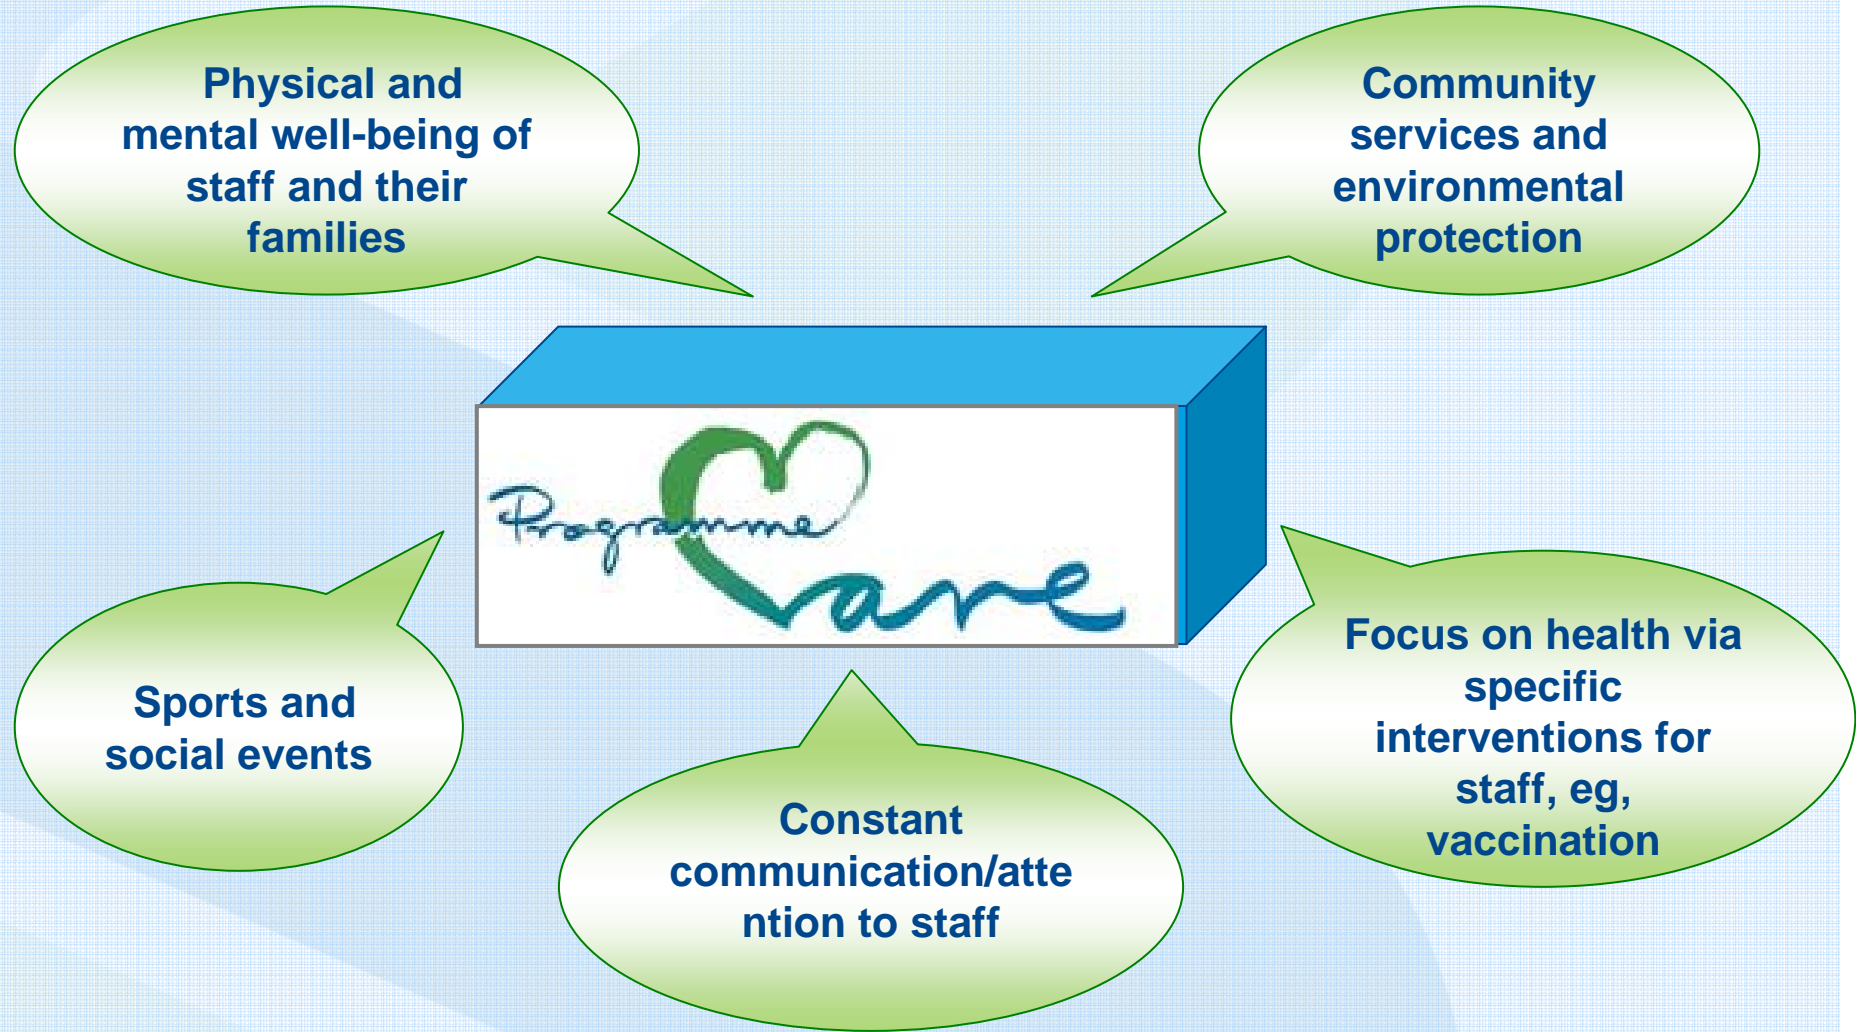 Physical and
mental well-being of
staff and their
families
Community
services and
environmental
protection
Programme
Care
Sports and
social events
Constant
communication/atte
ntion to staff
Focus on health via
specific
interventions for
staff, eg,
vaccination